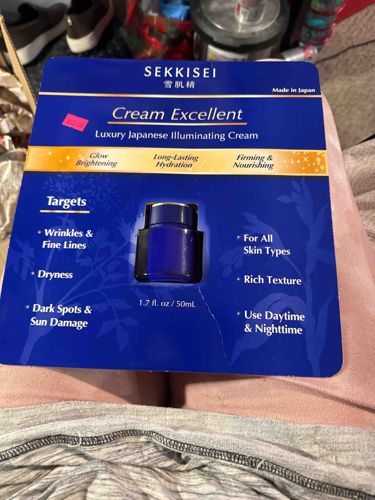 SEKKISEI
雪肌精
Made in Japan
Cream Excellent
Luxury Japanese Illuminating Cream
Glow
Brightening
Long-Lasting
Hydration
Firming &
Nourishing
Targets
* Wrinkles &
Fine Lines
* Dryness
* Dark Spots &
Sun Damage
* For All
Skin Types
* Rich Texture
* Use Daytime
& Nighttime
1.7 fl. oz / 50mL